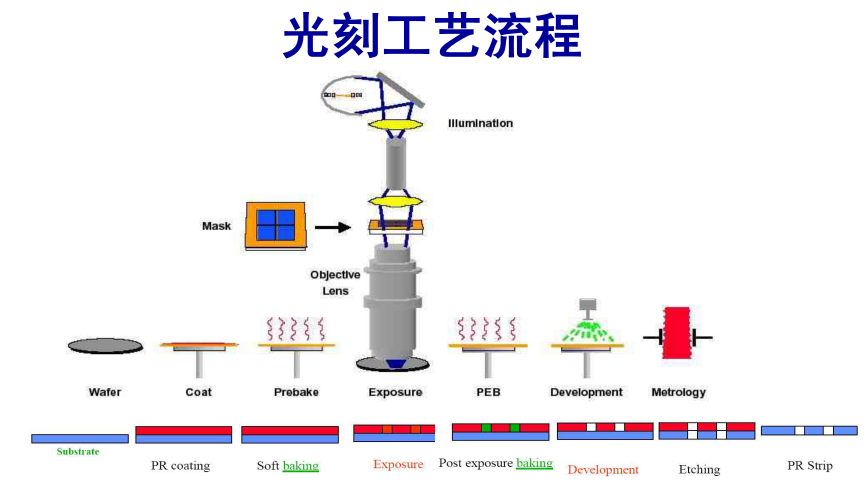 光刻工艺流程
Illumination
Mask
Objective
Lens
Wafer
Coat
Prebake
Exposure
PEB
Development
Metrology
Substrate
PR coating
Soft baking
Exposure
Post exposure baking
Development
Etching
PR Strip